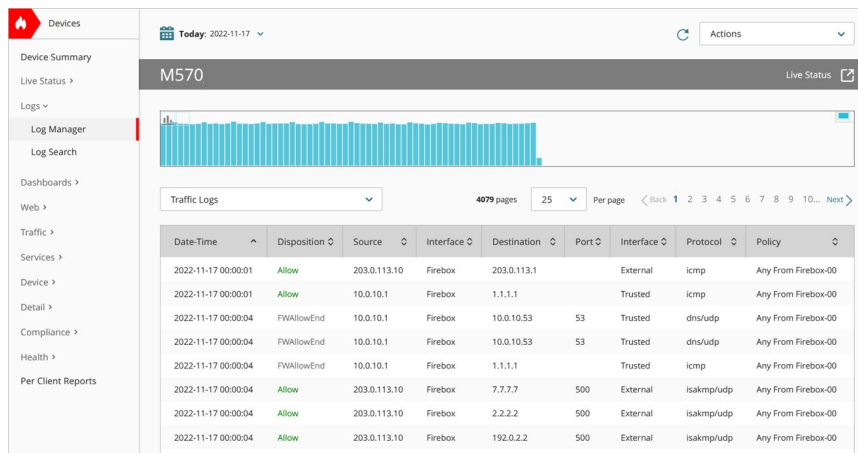 Devices
Today: 2022-11-17
Actions
Device Summary
Live Status
Logs
Log Manager
Log Search
Dashboards
Web
Traffic
Services
Device
Detail
Compliance
Health
Per Client Reports
M570 Live Status
Traffic Logs 4079 pages 25 Per page Back 1 2 3 4 5 6 7 8 9 10... Next
Date-Time Disposition Source Interface Destination Port Interface Protocol Policy
2022-11-17 00:00:01 Allow 203.0.113.10 Firebox 203.0.113.1 External icmp Any From Firebox-00
2022-11-17 00:00:01 Allow 10.0.10.1 Firebox 1.1.1.1 Trusted icmp Any From Firebox-00
2022-11-17 00:00:04 FWAllowEnd 10.0.10.1 Firebox 10.0.10.53 53 Trusted dns/udp Any From Firebox-00
2022-11-17 00:00:04 FWAllowEnd 10.0.10.1 Firebox 10.0.10.53 53 Trusted dns/udp Any From Firebox-00
2022-11-17 00:00:04 FWAllowEnd 10.0.10.1 Firebox 1.1.1.1 Trusted icmp Any From Firebox-00
2022-11-17 00:00:04 Allow 203.0.113.10 Firebox 7.7.7.7 500 External isakmp/udp Any From Firebox-00
2022-11-17 00:00:04 Allow 203.0.113.10 Firebox 2.2.2.2 500 External isakmp/udp Any From Firebox-00
2022-11-17 00:00:04 Allow 203.0.113.10 Firebox 192.0.2.2 500 External isakmp/udp Any From Firebox-00